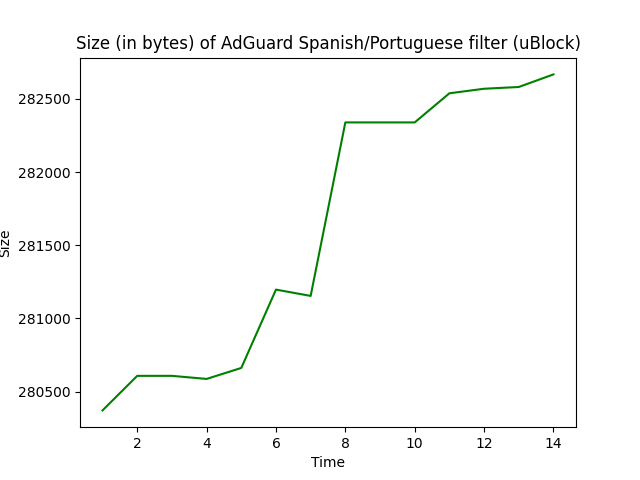 Size (in bytes) of AdGuard Spanish/Portuguese filter (uBlock)
282500
282000
281500
281000
280500
Size
2 4 6 8 10 12 14
Time